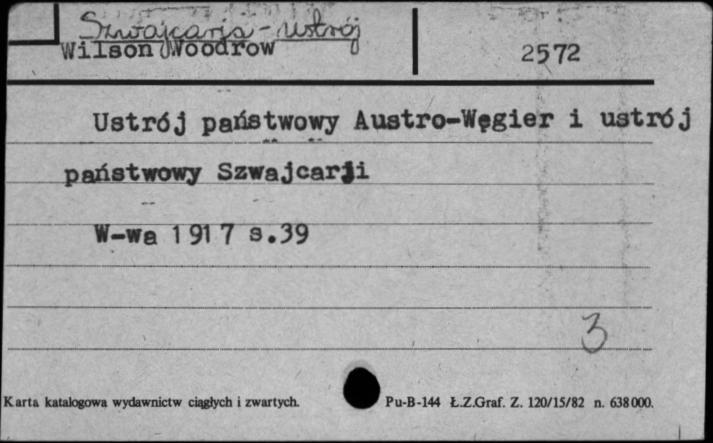 Szwajcaria - ustrój
Wilson Woodrow
2572
Ustrój państwowy Austro-Węgier i ustrój
państwowy Szwajcarji
W-wa 1917 s.39
3
Karta katalogowa wydawnictw ciągłych i zwartych.
Pu-B-144 Ł.Z.Graf. Z. 120/15/82 n. 638000.